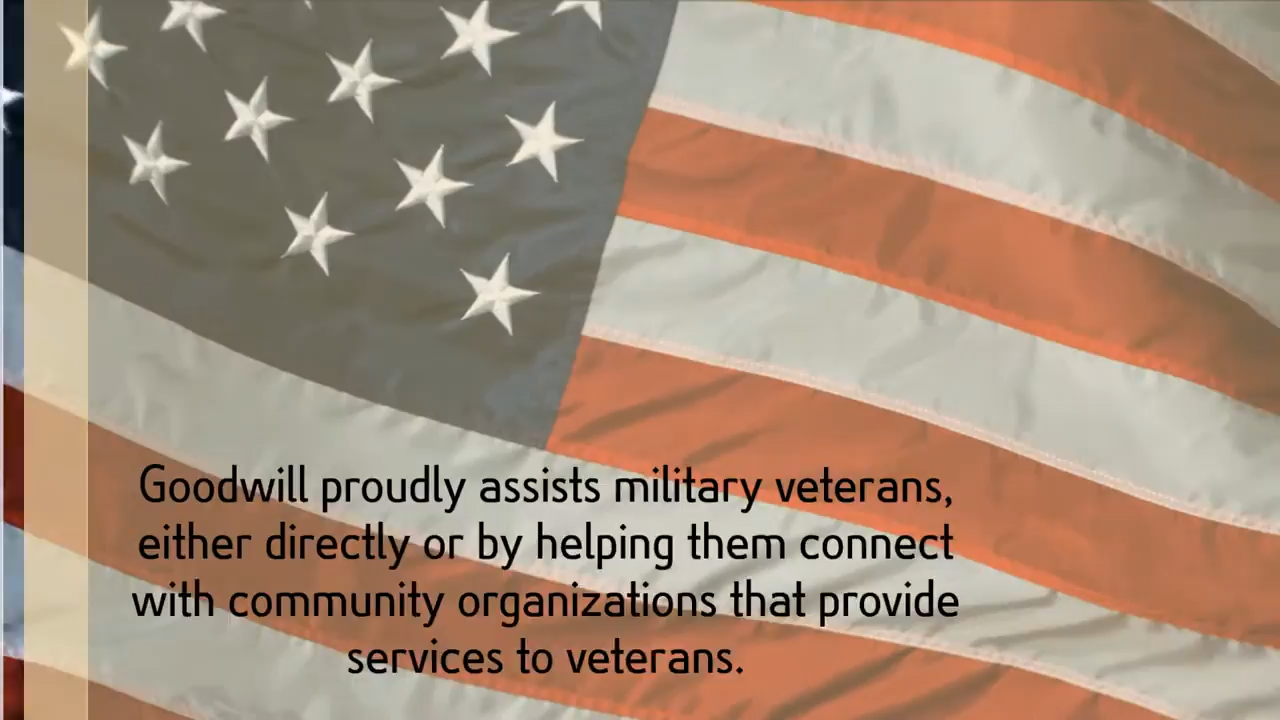 Goodwill proudly assists military veterans,
either directly or by helping them connect
with community organizations that provide
services to veterans.